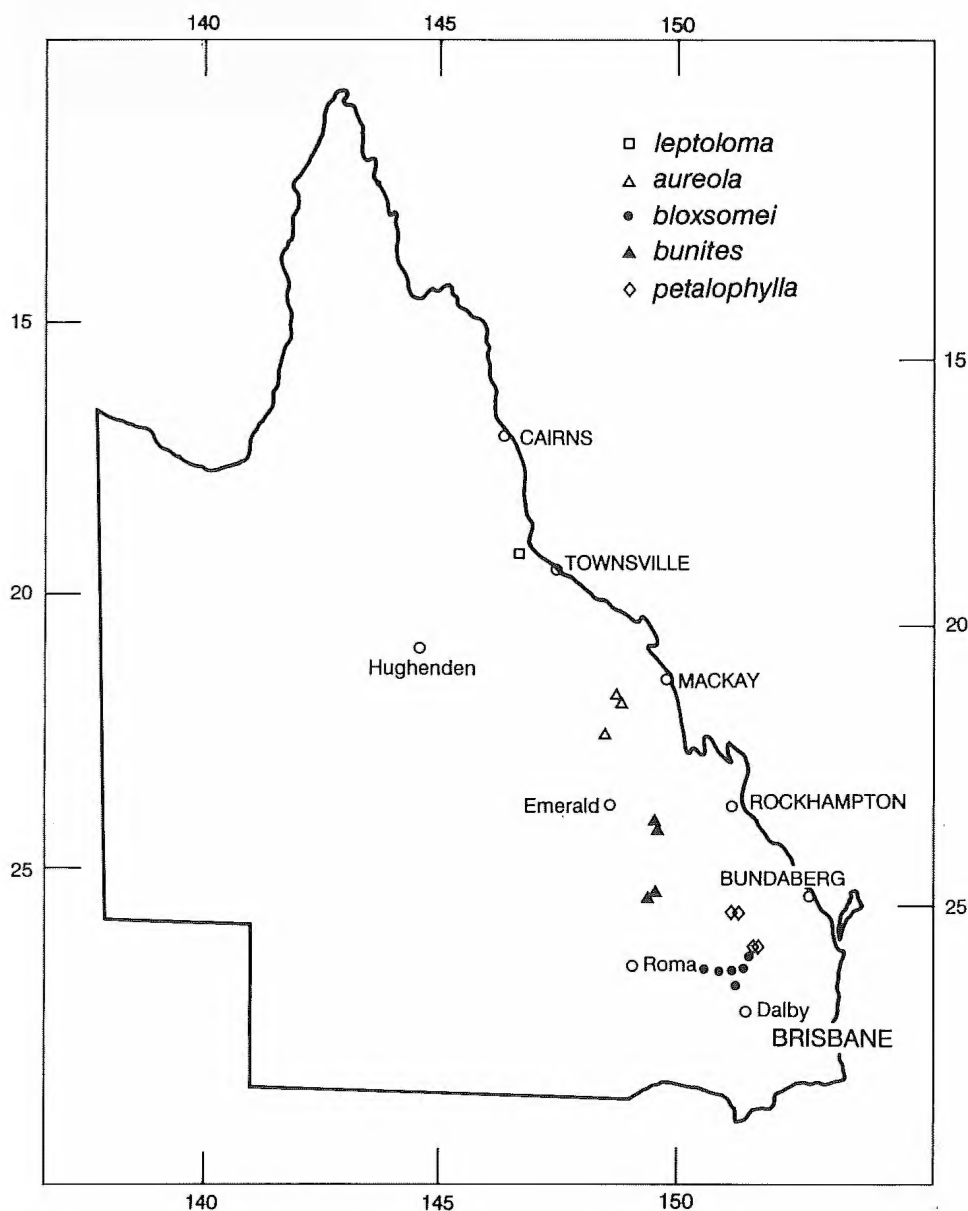 140 145 150
leptoloma
aureola
bloxsomei
bunites
petalophylla
15
15
CAIRNS
TOWNSVILLE
20
20
Hughenden
MACKAY
Emerald
ROCKHAMPTON
25
BUNDABERG
25
Roma
Dalby
BRISBANE
140 145 150